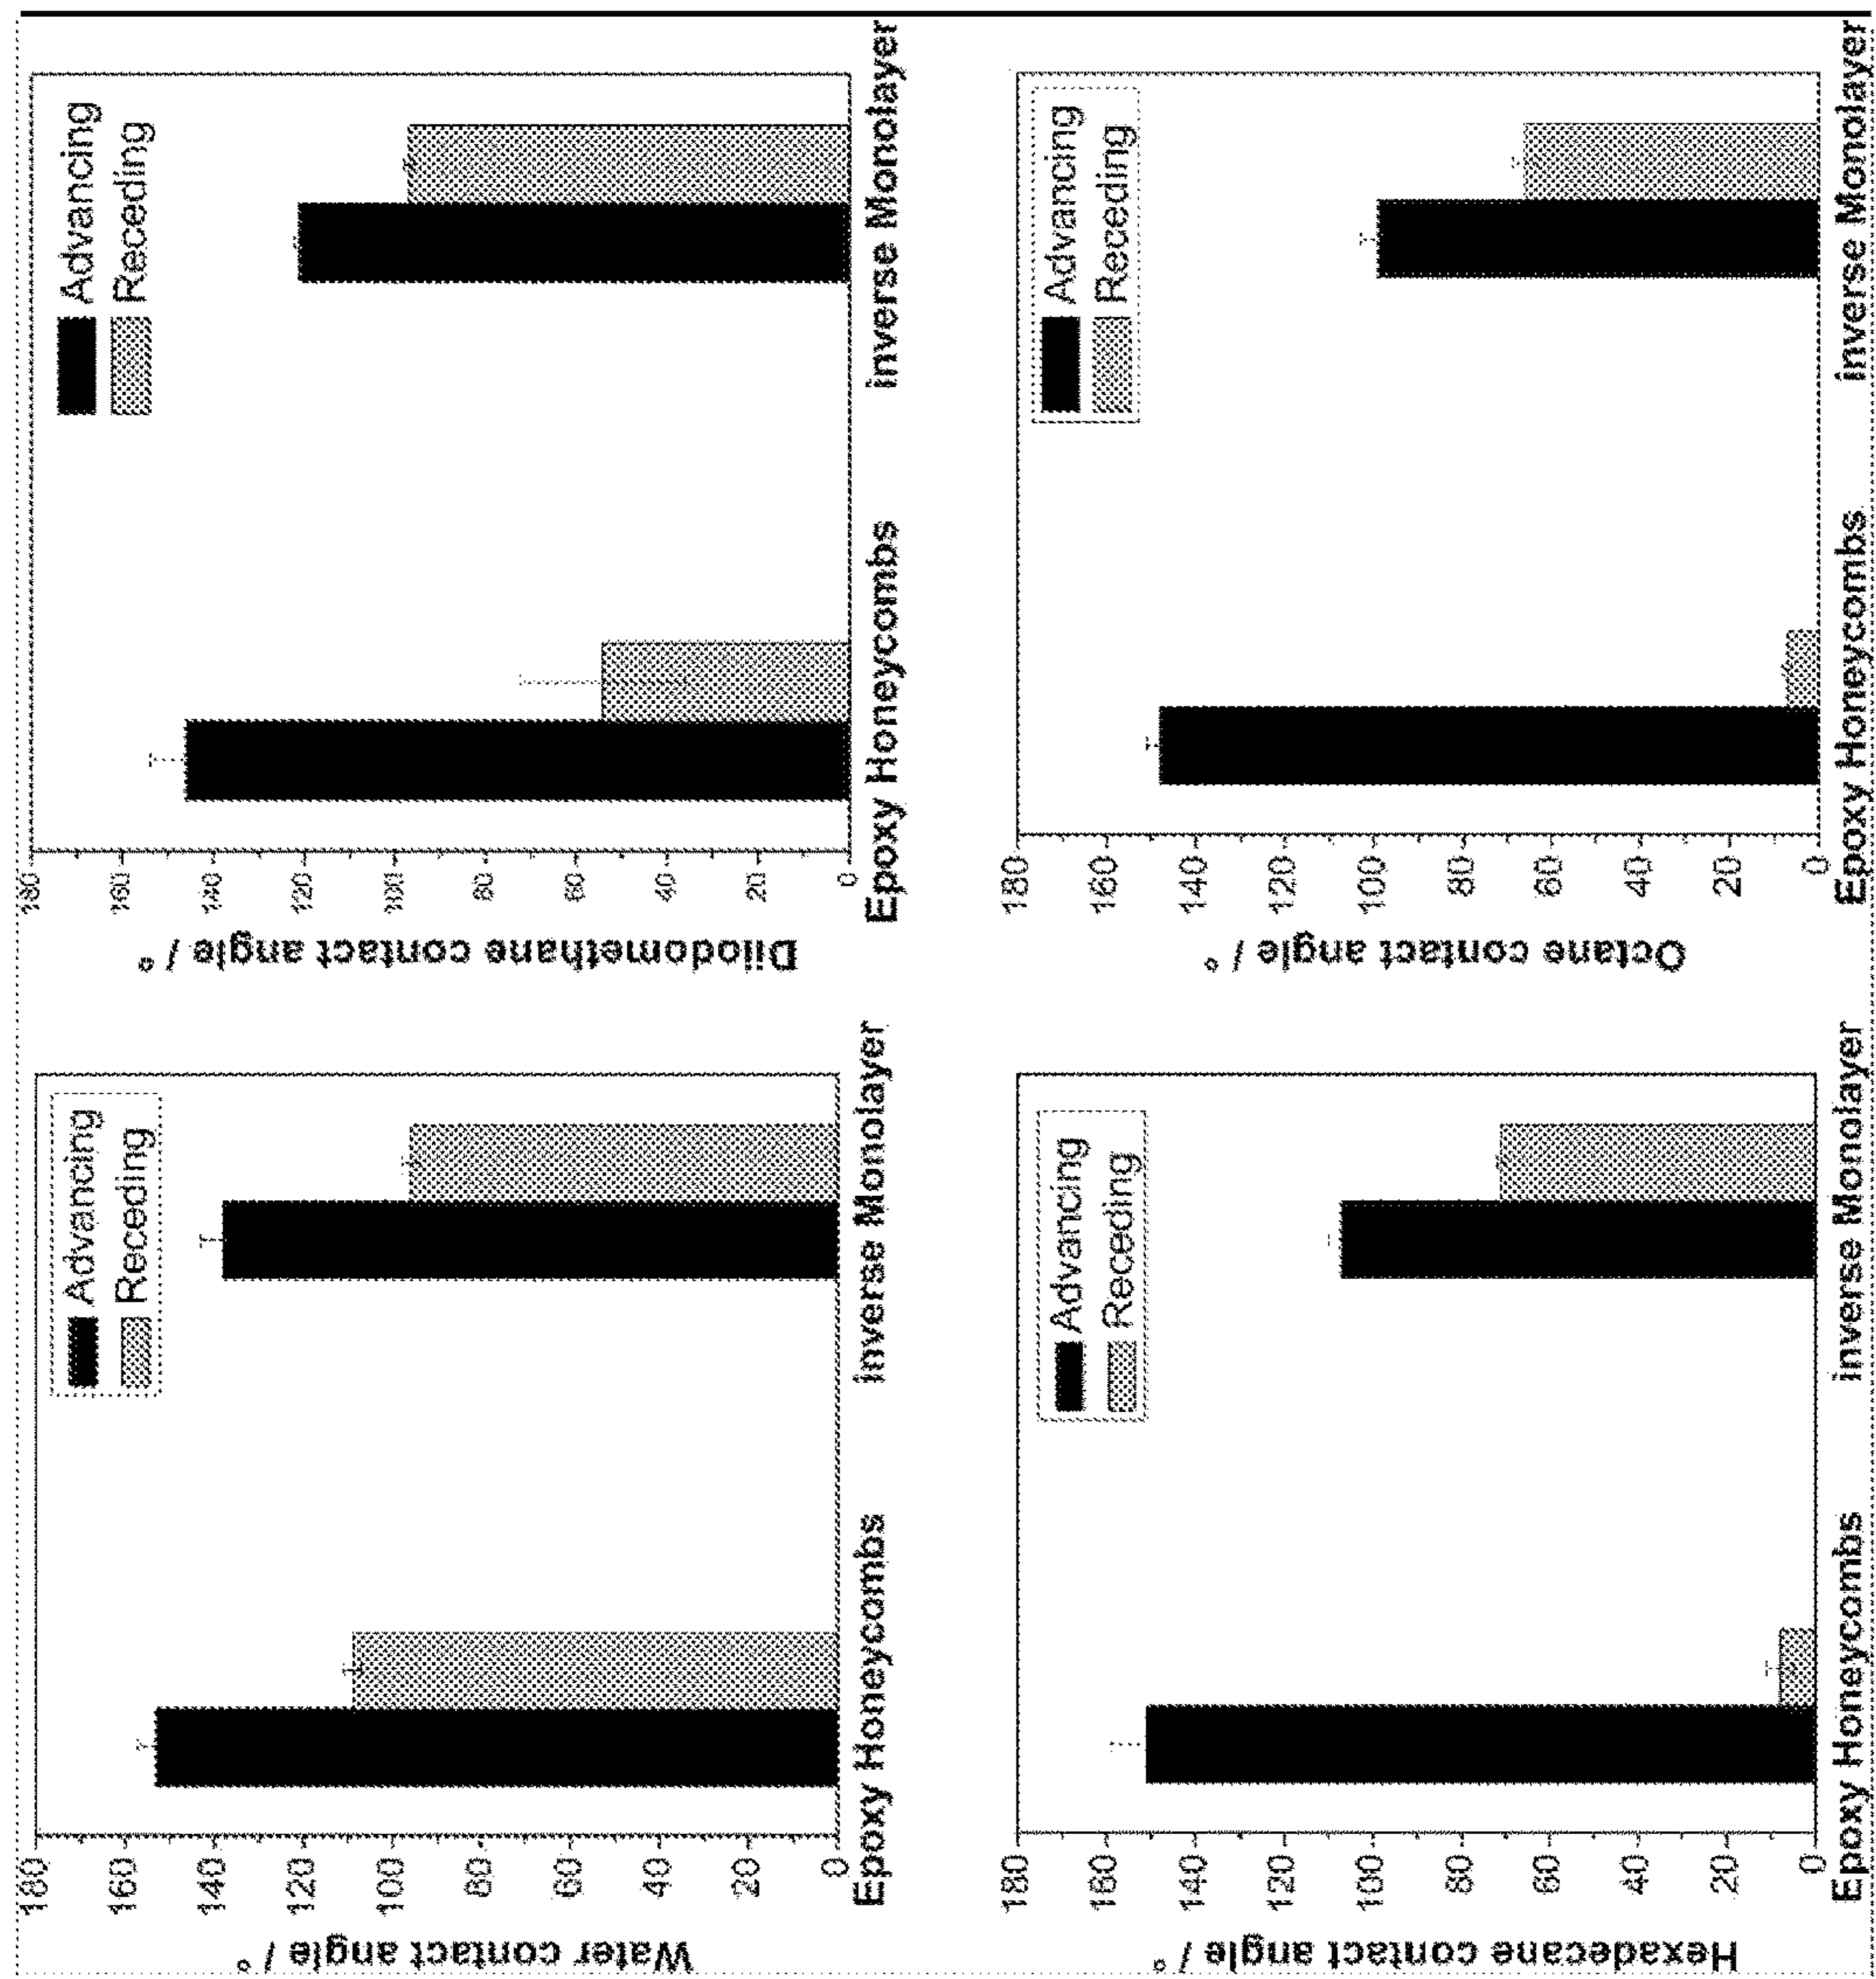 Water contact angle / °
180
160
140
120
100
80
60
40
20
0
Advancing
Receding
Epoxy Honeycombs inverse Monolayer
Diiodomethane contact angle / °
180
160
140
120
100
80
60
40
20
0
Advancing
Receding
Epoxy Honeycombs inverse Monolayer
Hexadecane contact angle / °
180
160
140
120
100
80
60
40
20
0
Advancing
Receding
Epoxy Honeycombs inverse Monolayer
Octane contact angle / °
180
160
140
120
100
80
60
40
20
0
Advancing
Receding
Epoxy Honeycombs inverse Monolayer